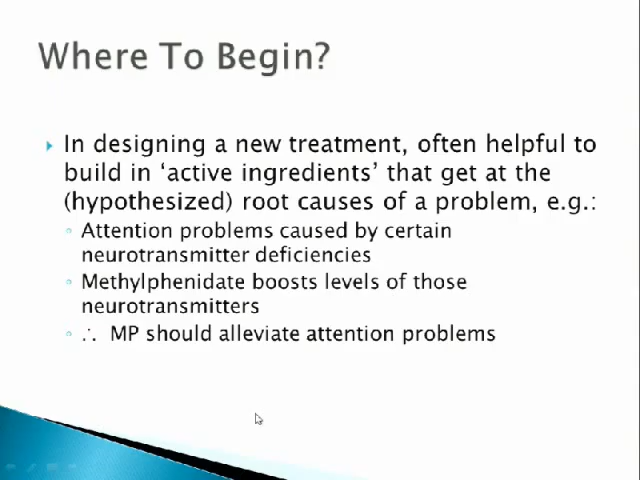 Where To Begin?
In designing a new treatment, often helpful to
build in ‘active ingredients’ that get at the
(hypothesized) root causes of a problem, e.g.:
Attention problems caused by certain
neurotransmitter deficiencies
Methylphenidate boosts levels of those
neurotransmitters
∴ MP should alleviate attention problems